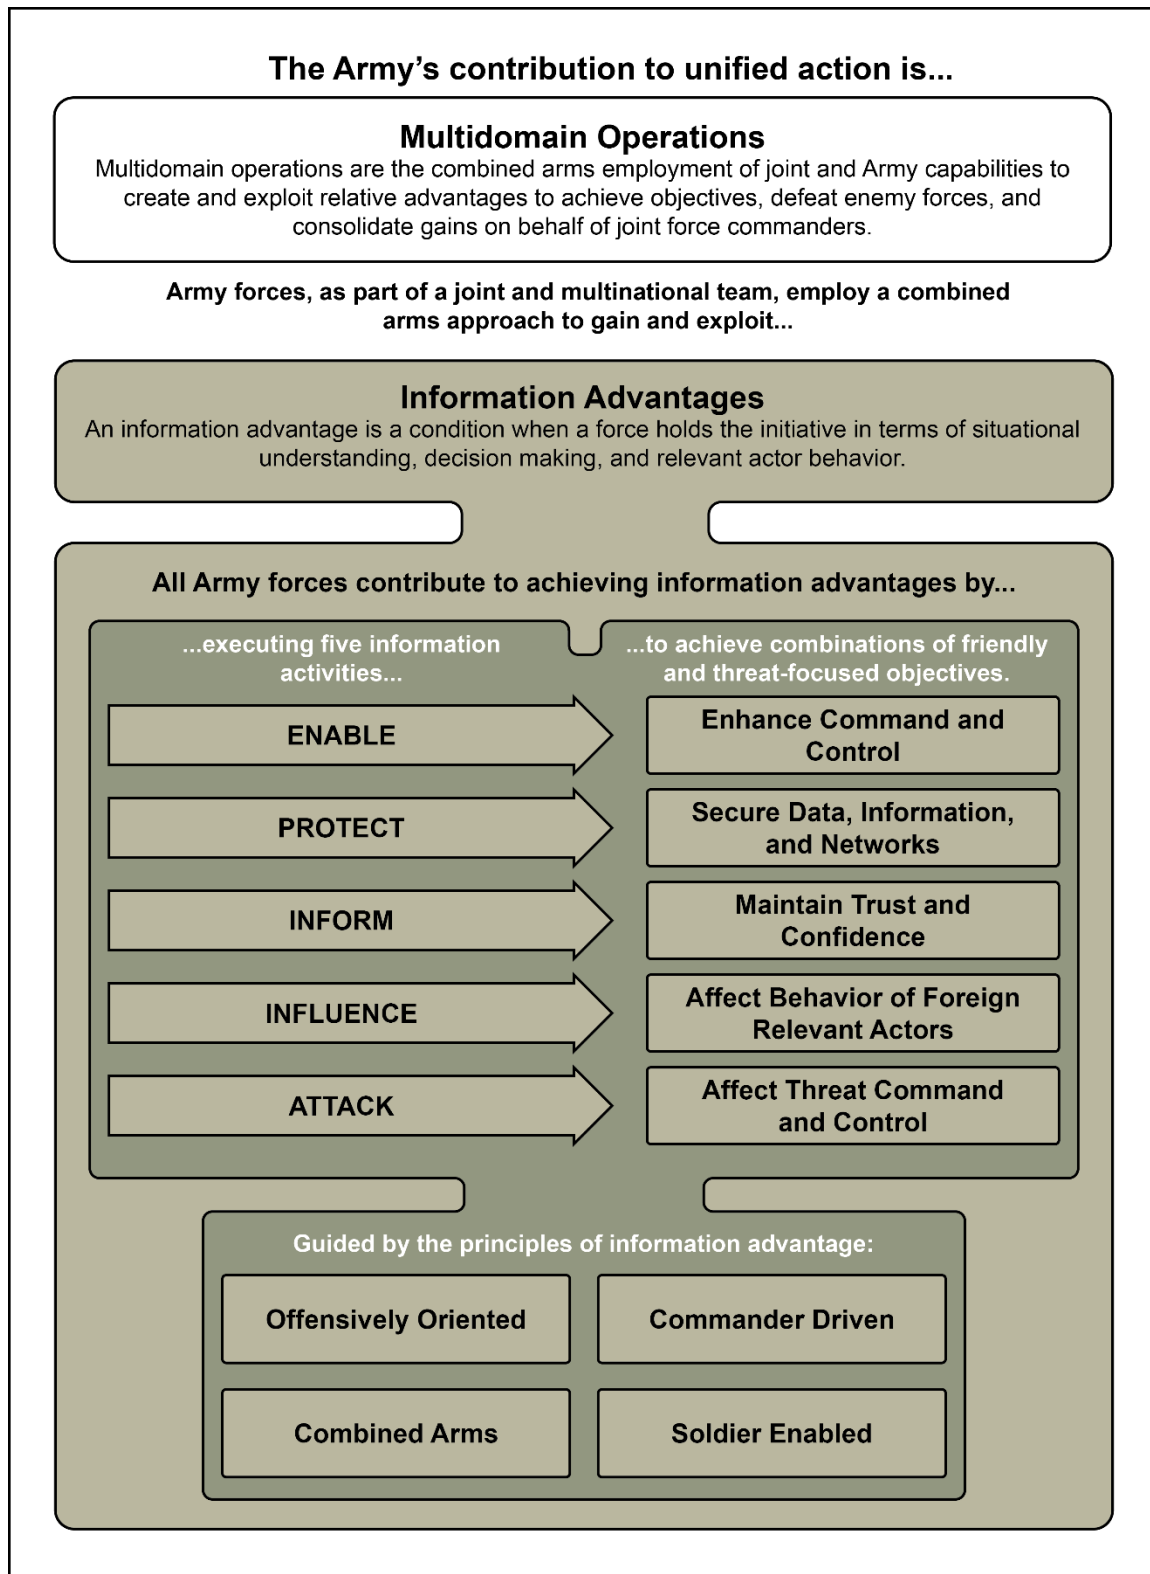 The Army’s contribution to unified action is...
Multidomain Operations
Multidomain operations are the combined arms employment of joint and Army capabilities to
create and exploit relative advantages to achieve objectives, defeat enemy forces, and
consolidate gains on behalf of joint force commanders.
Army forces, as part of a joint and multinational team, employ a combined
arms approach to gain and exploit...
Information Advantages
An information advantage is a condition when a force holds the initiative in terms of situational
understanding, decision making, and relevant actor behavior.
All Army forces contribute to achieving information advantages by...
...executing five information
activities...
...to achieve combinations of friendly
and threat-focused objectives.
ENABLE
Enhance Command and
Control
PROTECT
Secure Data, Information,
and Networks
INFORM
Maintain Trust and
Confidence
INFLUENCE
Affect Behavior of Foreign
Relevant Actors
ATTACK
Affect Threat Command
and Control
Guided by the principles of information advantage:
Offensively Oriented
Commander Driven
Combined Arms
Soldier Enabled